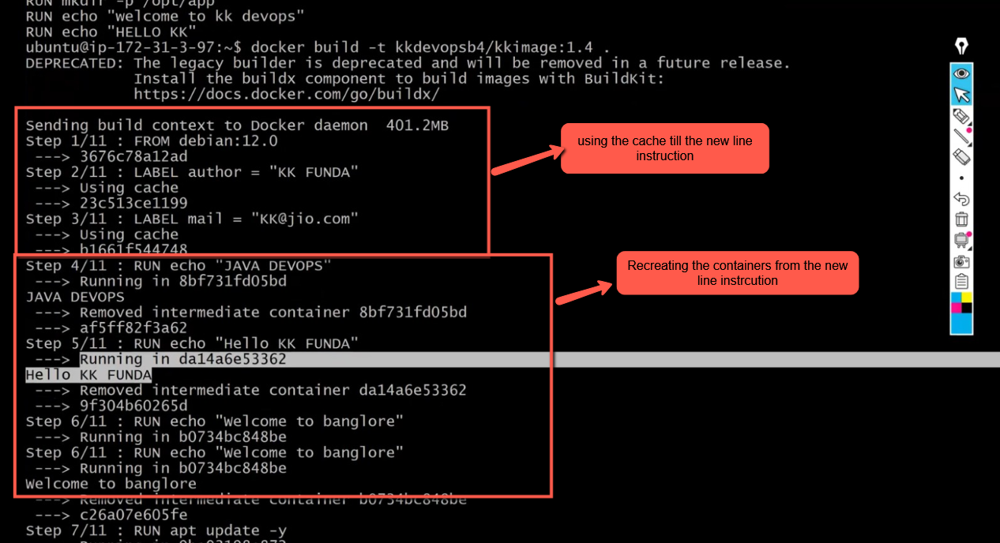 RUN mkdir -p /opt/app
RUN echo "welcome to kk devops"
RUN echo "HELLO KK"
ubuntu@ip-172-31-3-97:~$ docker build -t kkdevopsb4/kkimage:1.4 .
DEPRECATED: The legacy builder is deprecated and will be removed in a future release.
Install the buildx component to build images with BuildKit:
https://docs.docker.com/go/buildx/
Sending build context to Docker daemon  401.2MB
Step 1/11 : FROM debian:12.0
---> 3676c78a12ad
Step 2/11 : LABEL author = "KK FUNDA"
---> Using cache
---> 23c513ce1199
Step 3/11 : LABEL mail = "KK@jio.com"
---> Using cache
---> b1661f544748
using the cache till the new line
instruction
Step 4/11 : RUN echo "JAVA DEVOPS"
---> Running in 8bf731fd05bd
JAVA DEVOPS
---> Removed intermediate container 8bf731fd05bd
---> af5ff82f3a62
Step 5/11 : RUN echo "Hello KK FUNDA"
---> Running in da14a6e53362
Hello KK FUNDA
---> Removed intermediate container da14a6e53362
---> 9f304b60265d
Step 6/11 : RUN echo "Welcome to banglore"
---> Running in b0734bc848be
Step 6/11 : RUN echo "Welcome to banglore"
---> Running in b0734bc848be
Welcome to banglore
Recreating the containers from the new
line instrcution
---> Removed intermediate container b0734bc848be
---> c26a07e605fe
Step 7/11 : RUN apt update -y